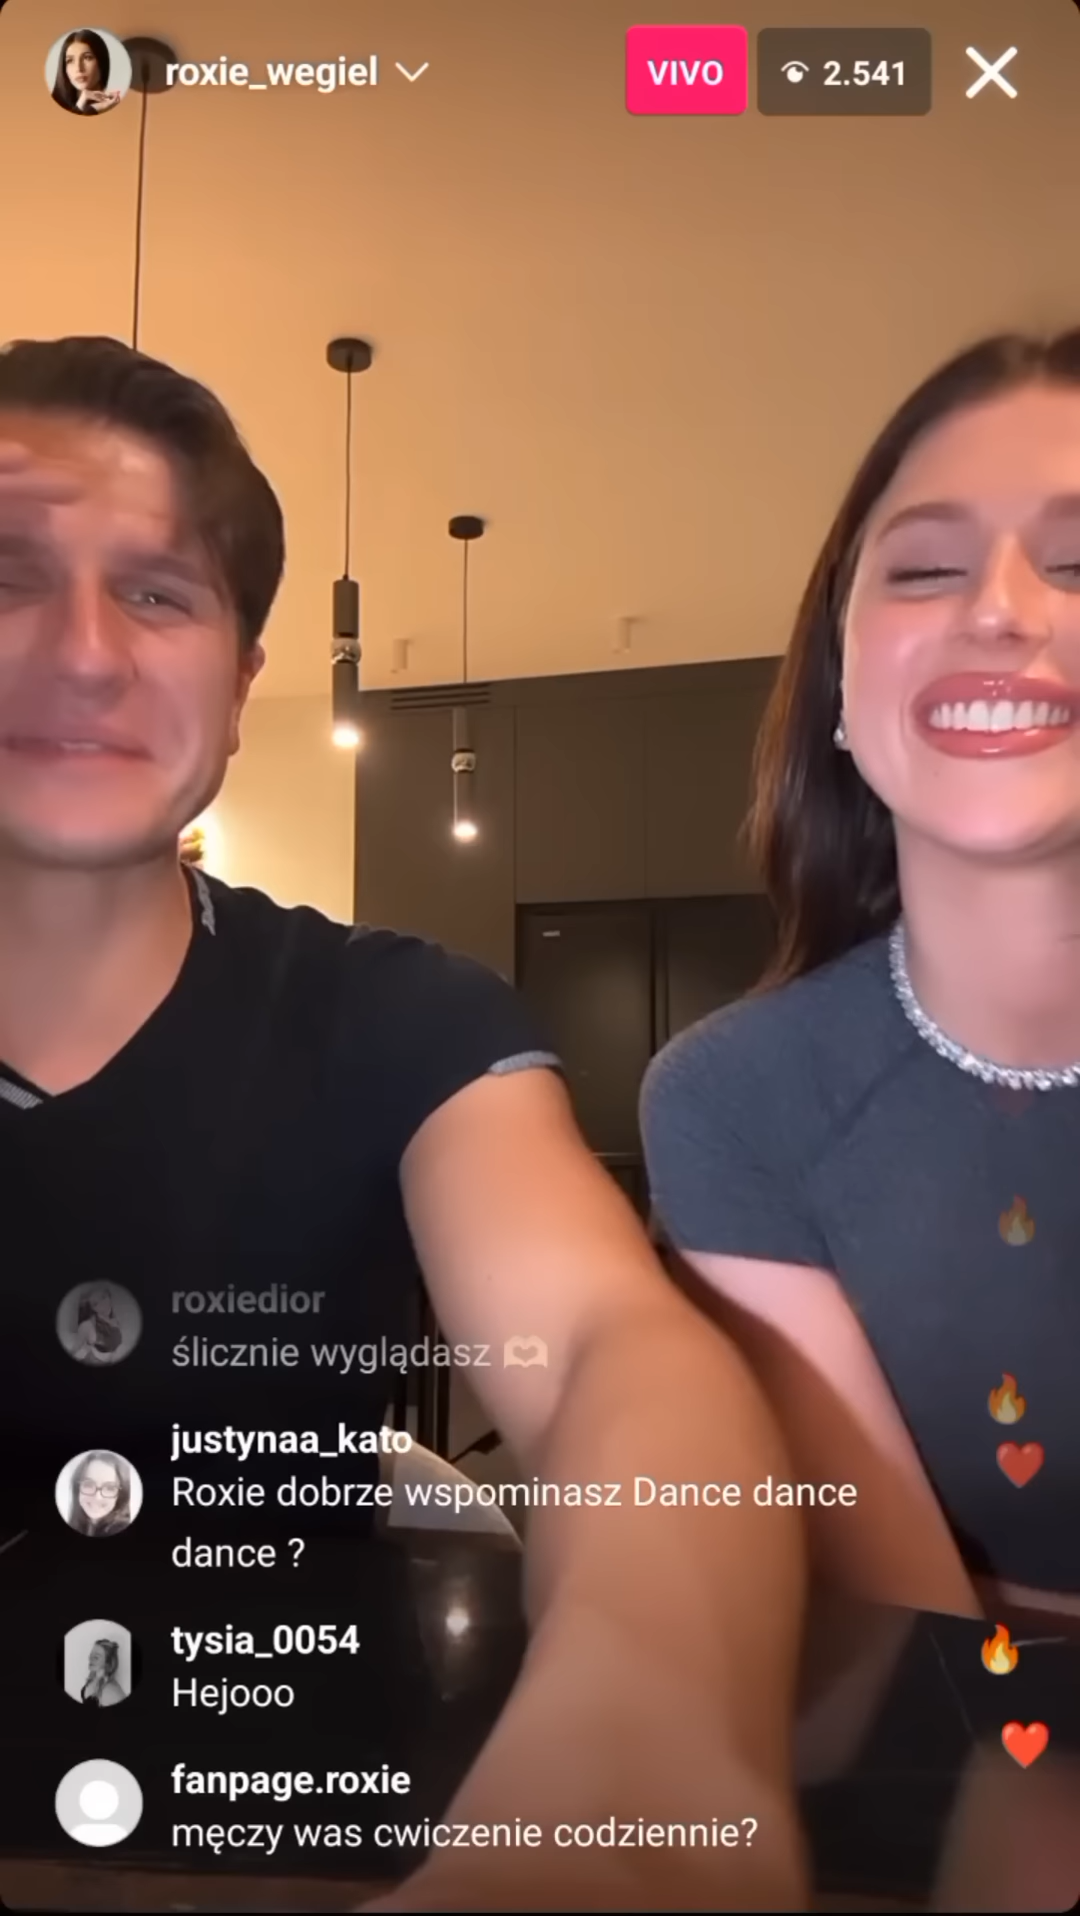 roxie_wegiel
VIVO
2.541
roxiedior
ślicznie wyglądasz 🫶
justynaa_kato
Roxie dobrze wspominasz Dance dance
dance ?
tysia_0054
Hejooo
fanpage.roxie
męczy was cwiczenie codziennie?